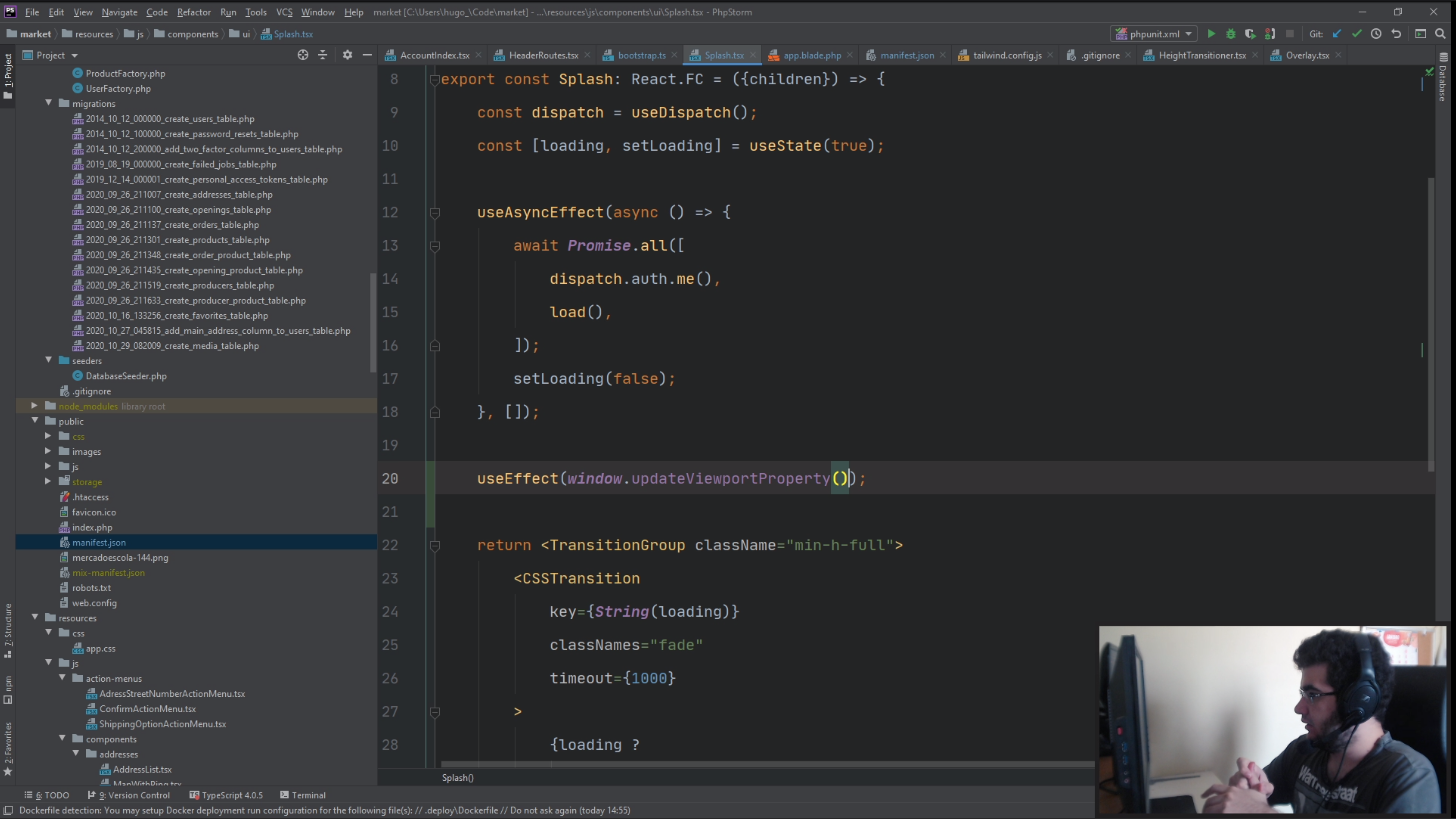 PS File Edit View Navigate Code Refactor Run Tools VCS Window Help market [C:\Users\hugo_\Code\market] - ...\resources\js\components\ui\Splash.tsx - PhpStorm
market resources js components ui Splash.tsx phpunit.xml Git:
Project AccountIndex.tsx HeaderRoutes.tsx bootstrap.ts Splash.tsx app.blade.php manifest.json tailwind.config.js .gitignore HeightTransitioner.tsx Overlay.tsx
1: Project
7: Structure
npm
2: Favorites
Database
ProductFactory.php
UserFactory.php
migrations
2014_10_12_000000_create_users_table.php
2014_10_12_100000_create_password_resets_table.php
2014_10_12_200000_add_two_factor_columns_to_users_table.php
2019_08_19_000000_create_failed_jobs_table.php
2019_12_14_000001_create_personal_access_tokens_table.php
2020_09_26_211007_create_addresses_table.php
2020_09_26_211100_create_openings_table.php
2020_09_26_211137_create_orders_table.php
2020_09_26_211301_create_products_table.php
2020_09_26_211348_create_order_product_table.php
2020_09_26_211435_create_opening_product_table.php
2020_09_26_211519_create_producers_table.php
2020_09_26_211633_create_producer_product_table.php
2020_10_16_133256_create_favorites_table.php
2020_10_27_045815_add_main_address_column_to_users_table.php
2020_10_29_082009_create_media_table.php
seeders
DatabaseSeeder.php
.gitignore
node_modules library root
public
css
images
js
storage
.htaccess
favicon.ico
index.php
manifest.json
mercadoescola-144.png
mix-manifest.json
robots.txt
web.config
resources
css
app.css
js
action-menus
AdressStreetNumberActionMenu.tsx
ConfirmActionMenu.tsx
ShippingOptionActionMenu.tsx
components
addresses
AddressList.tsx
MapWithPing.tsx
8 export const Splash: React.FC = ({children}) => {
9 const dispatch = useDispatch();
10 const [loading, setLoading] = useState(true);
11
12 useAsyncEffect(async () => {
13 await Promise.all([
14 dispatch.auth.me(),
15 load(),
16 ]);
17 setLoading(false);
18 }, []);
19
20 useEffect(window.updateViewportProperty());
21
22 return <TransitionGroup className="min-h-full">
23 <CSSTransition
24 key={String(loading)}
25 classNames="fade"
26 timeout={1000}
27 >
28 {loading ?
Splash()
6: TODO 9: Version Control TypeScript 4.0.5 Terminal
Dockerfile detection: You may setup Docker deployment run configuration for the following file(s): // .deploy\Dockerfile // Do not ask again (today 14:55)